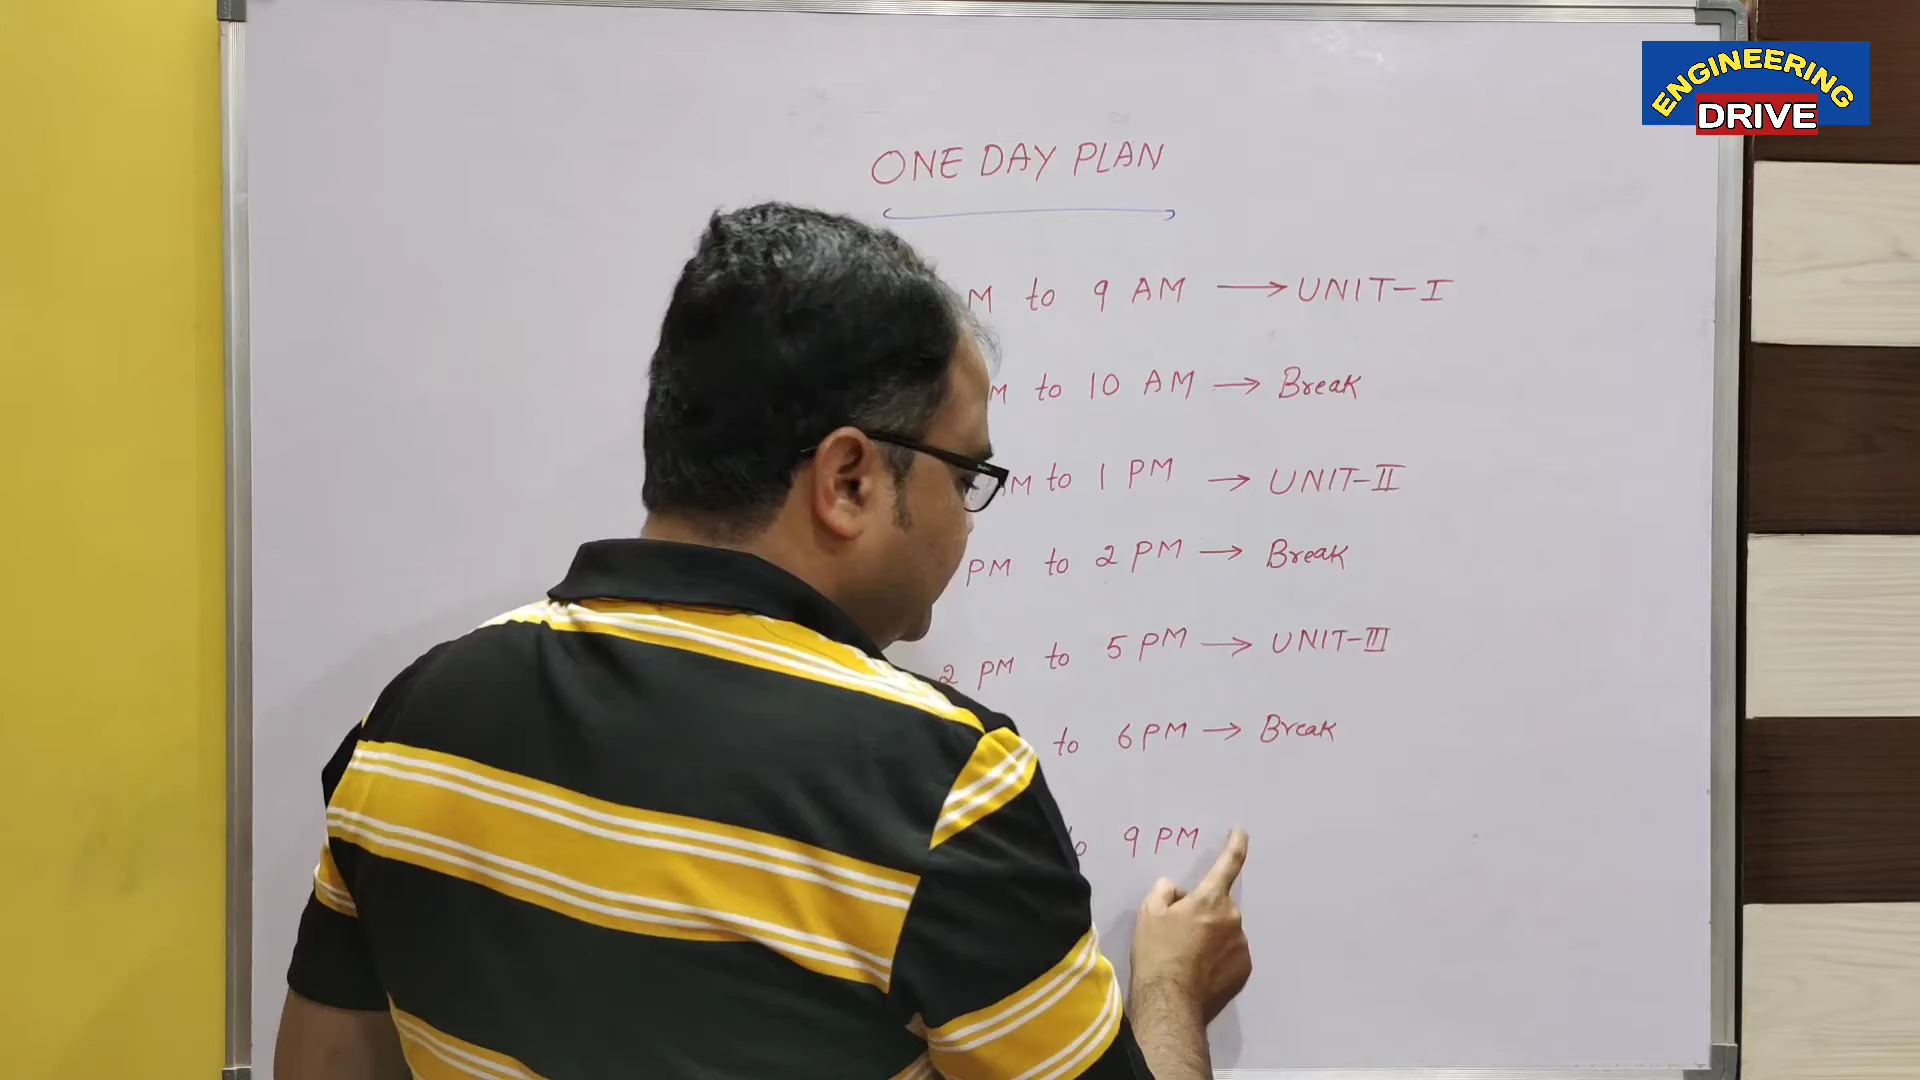 ENGINEERING
DRIVE
ONE DAY PLAN
to 9 AM → UNIT-I
to 10 AM → Break
to 1 PM → UNIT-II
PM to 2 PM → Break
2 PM to 5 PM → UNIT-III
to 6 PM → Break
9 PM